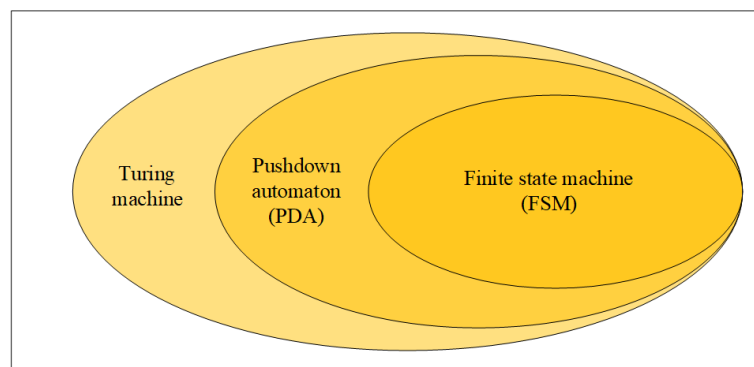 Turing
machine
Pushdown
automaton
(PDA)
Finite state machine
(FSM)